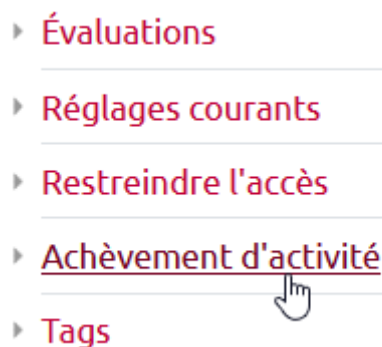 Évaluations
Réglages courants
Restreindre l'accès
Achèvement d'activité
Tags